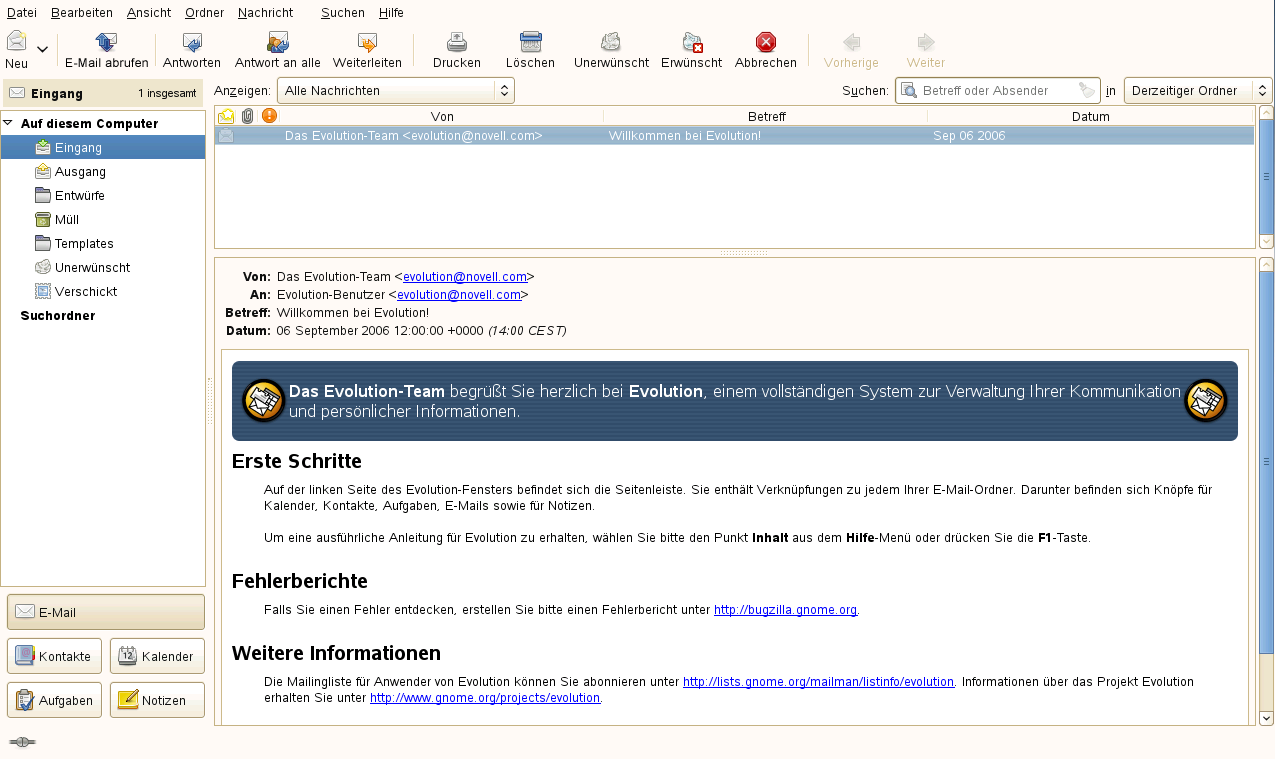 Datei Bearbeiten Ansicht Ordner Nachricht Suchen Hilfe
Neu E-Mail abrufen Antworten Antwort an alle Weiterleiten Drucken Löschen Unerwünscht Erwünscht Abbrechen Vorherige Weiter
Eingang 1 insgesamt
Anzeigen: Alle Nachrichten Suchen: Betreff oder Absender in Derzeitiger Ordner
Auf diesem Computer
Eingang
Ausgang
Entwürfe
Müll
Templates
Unerwünscht
Verschickt
Suchordner
Von Betreff Datum
Das Evolution-Team <evolution@novell.com> Willkommen bei Evolution! Sep 06 2006
Von: Das Evolution-Team <evolution@novell.com>
An: Evolution-Benutzer <evolution@novell.com>
Betreff: Willkommen bei Evolution!
Datum: 06 September 2006 12:00:00 +0000 (14:00 CEST)
Das Evolution-Team begrüßt Sie herzlich bei Evolution, einem vollständigen System zur Verwaltung Ihrer Kommunikation
und persönlicher Informationen.
Erste Schritte
Auf der linken Seite des Evolution-Fensters befindet sich die Seitenleiste. Sie enthält Verknüpfungen zu jedem Ihrer E-Mail-Ordner. Darunter befinden sich Knöpfe für
Kalender, Kontakte, Aufgaben, E-Mails sowie für Notizen.
Um eine ausführliche Anleitung für Evolution zu erhalten, wählen Sie bitte den Punkt Inhalt aus dem Hilfe-Menü oder drücken Sie die F1-Taste.
Fehlerberichte
Falls Sie einen Fehler entdecken, erstellen Sie bitte einen Fehlerbericht unter http://bugzilla.gnome.org.
Weitere Informationen
Die Mailingliste für Anwender von Evolution können Sie abonnieren unter http://lists.gnome.org/mailman/listinfo/evolution. Informationen über das Projekt Evolution
erhalten Sie unter http://www.gnome.org/projects/evolution.
E-Mail
Kontakte 12 Kalender
Aufgaben Notizen